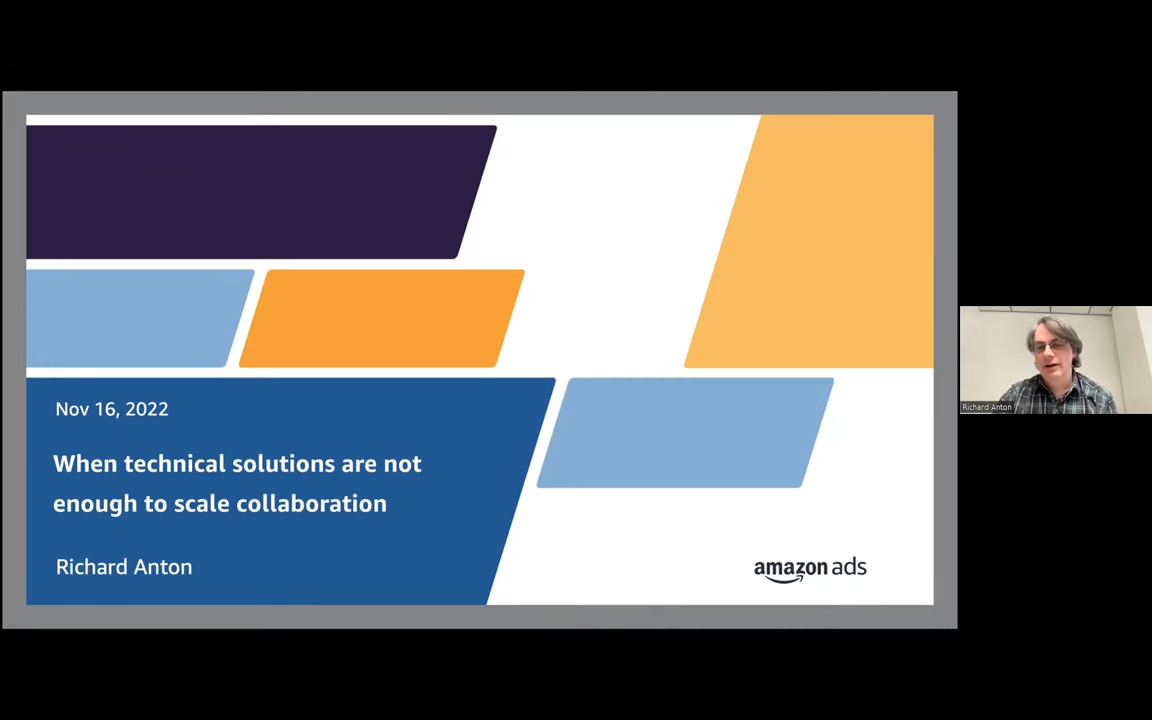 Nov 16, 2022
When technical solutions are not
enough to scale collaboration
Richard Anton
amazon ads
Richard Anton